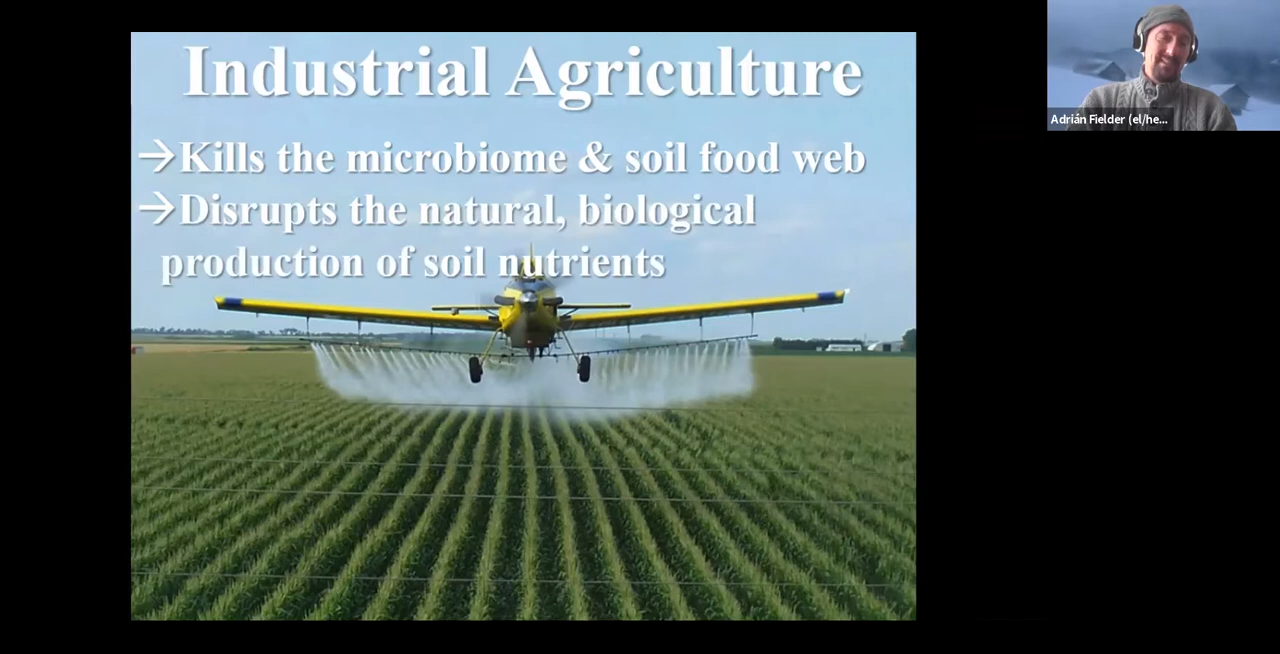 Industrial Agriculture
→Kills the microbiome & soil food web
→Disrupts the natural, biological
production of soil nutrients
Adrián Fielder (el/he...